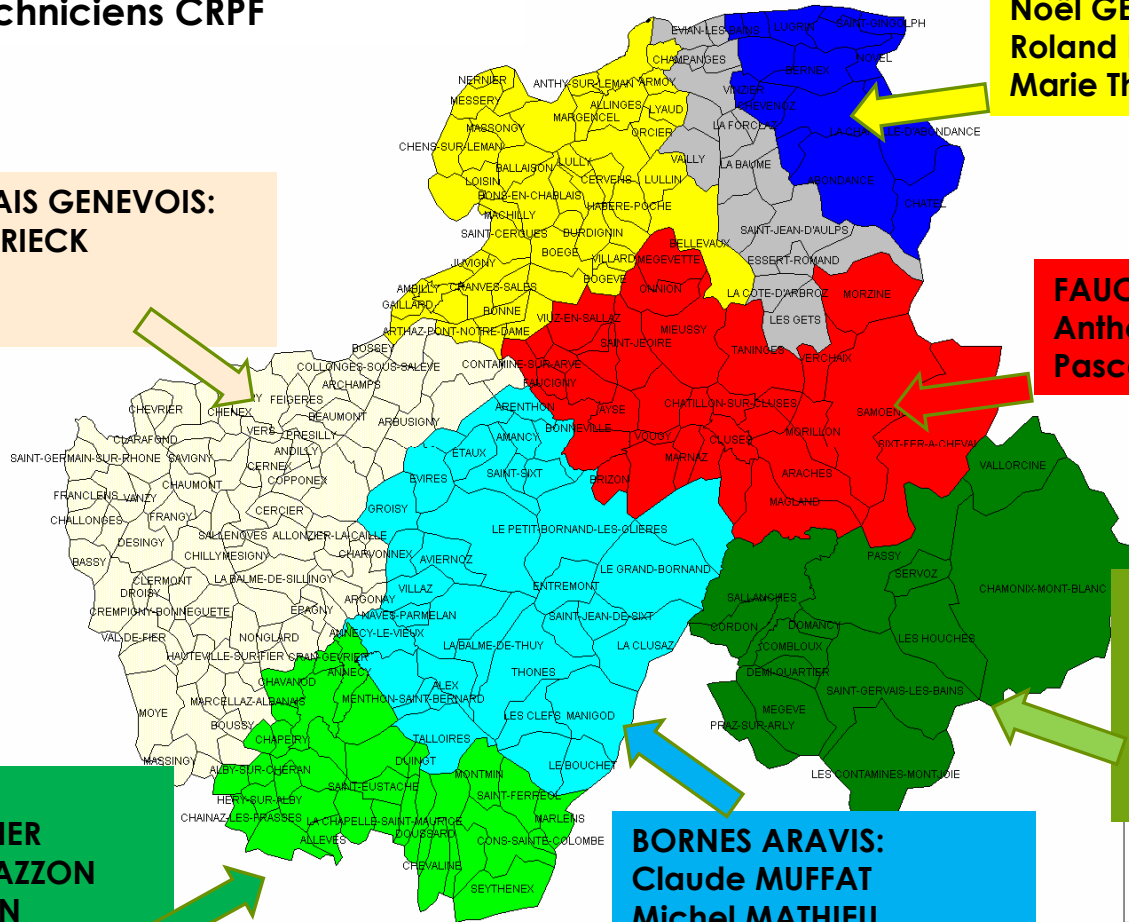 chniciens CRPF
Noël GE
Roland
Marie Th
AIS GENEVOIS:
RIECK
FAUC
Antho
Pasca
IER
AZZON
N
BORNES ARAVIS:
Claude MUFFAT
Michel MATHIEU
EVIAN-LES-BAINS
LUGRIN
SAINT-GINGOLPH
CHAMPANGES
NOVEL
BERNEX
NERNIER
ANTHY-SUR-LEMAN
ARMOY
VINZIER
MESSERY
ALLINGES
LYAUD
CHEVENOZ
MARGENCEL
MASSONGY
ORCIER
LA FORCLAZ
LA CHAPELLE-D'ABONDANCE
CHENS-SUR-LEMAN
LULLY
VAILLY
LA BAUME
BALLAISON
LOISIN
CERVENS
LULLIN
ABONDANCE
BONS-EN-CHABLAIS
HABERE-POCHE
CHATEL
MACHILLY
SAINT-CERGUES
BURDIGNIN
SAINT-JEAN-D'AULPS
BELLEVAUX
BOEGE
VILLARD
MEGEVETTE
ESSERT-ROMAND
JUVIGNY
BOGEVE
AMBILLY
CRANVES-SALES
ONNION
LA COTE-D'ARBROZ
MORZINE
GAILLARD
BONNE
VIUZ-EN-SALLAZ
LES GETS
ARTHAZ-PONT-NOTRE-DAME
MIEUSSY
SAINT-JEOIRE
BOSSEY
TANINGES
VERCHAIX
COLLONGES-SOUS-SALEVE
CONTAMINE-SUR-ARVE
ARCHAMPS
FAUCIGNY
RY
FEIGERES
CHEVRIER
CHENEX
ARENTHON
AYSE
CHATILLON-SUR-CLUSES
SAMOENS
BEAUMONT
ARBUSIGNY
VERS
PRESILLY
AMANCY
BONNEVILLE
VOUGY
CLUSES
MORILLON
CLARAFOND
SIXT-FER-A-CHEVAL
ANDILLY
ETAUX
SAINT-GERMAIN-SUR-RHONE
SAVIGNY
MARNAZ
CERNEX
SAINT-SIXT
ARACHES
VALLORCINE
COPPONEX
EVIRES
BRIZON
CHAUMONT
FRANCLENS
VANZY
MAGLAND
CERCIER
GROISY
CHALLONGES
FRANGY
LE PETIT-BORNAND-LES-GLIERES
SALLENOVES
ALLONZIER-LA-CAILLE
DESINGY
CHILLY
MESIGNY
CHARVONNEX
AVIERNOZ
PASSY
BASSY
LE GRAND-BORNAND
SERVOZ
CLERMONT
LA BALME-DE-SILLINGY
VILLAZ
ENTREMONT
CHAMONIX-MONT-BLANC
DROISY
ARGONAY
SALLANCHES
CREMPIGNY-BONNEGUETE
EPAGNY
NAVES-PARMELAN
SAINT-JEAN-DE-SIXT
CORDON
DOMANCY
VAL-DE-FIER
NONGLARD
ANNECY-LE-VIEUX
LES HOUCHES
LA BALME-DE-THUY
LA CLUSAZ
COMBLOUX
HAUTEVILLE-SUR-FIER
CRAN-GEVRIER
ANNECY
THONES
DEMI-QUARTIER
CHAVANOD
ALEX
SAINT-GERVAIS-LES-BAINS
MARCELLAZ-ALBANAIS
MENTHON-SAINT-BERNARD
MEGEVE
MOYE
LES CLEFS
MANIGOD
BOUSSY
PRAZ-SUR-ARLY
CHAPEIRY
TALLOIRES
MASSINGY
DUINGT
LE BOUCHET
ALBY-SUR-CHERAN
MONTMIN
LES CONTAMINES-MONTJOIE
SAINT-EUSTACHE
SAINT-FERREOL
HERY-SUR-ALBY
CHAINAZ-LES-FRASSES
LA CHAPELLE-SAINT-MAURICE
MARLENS
DOUSSARD
ALLEVES
CONS-SAINTE-COLOMBE
CHEVALINE
SEYTHENEX